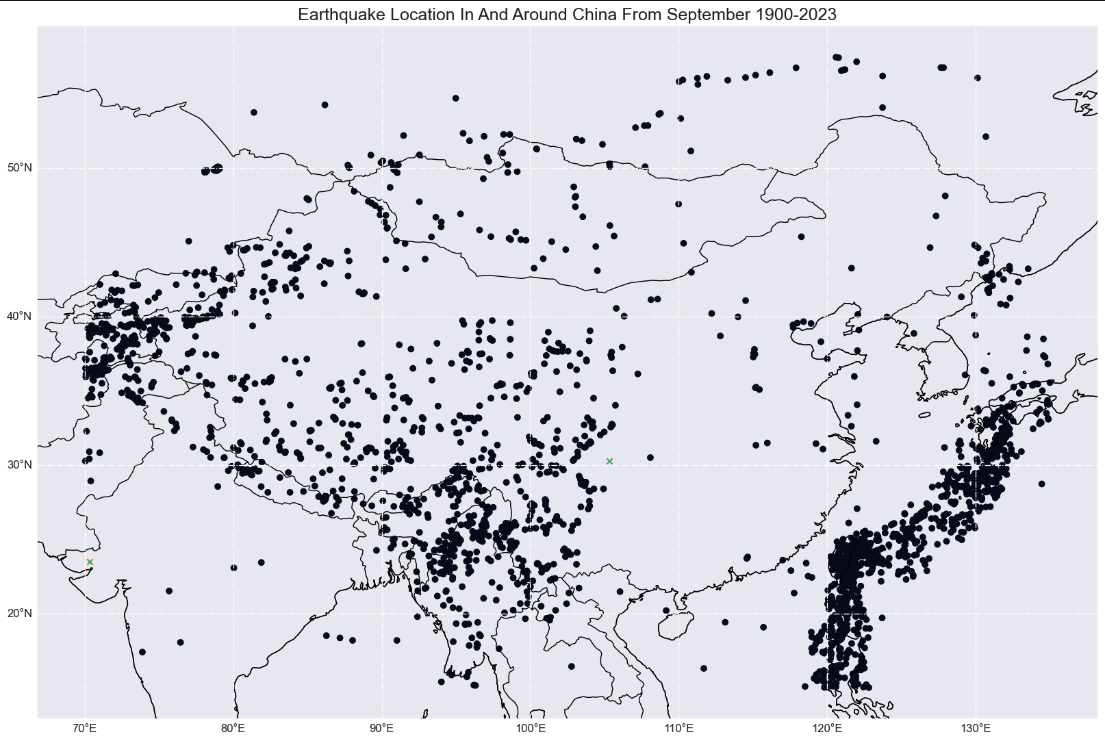 Earthquake Location In And Around China From September 1900-2023
50°N
40°N
30°N
20°N
70°E 80°E 90°E 100°E 110°E 120°E 130°E